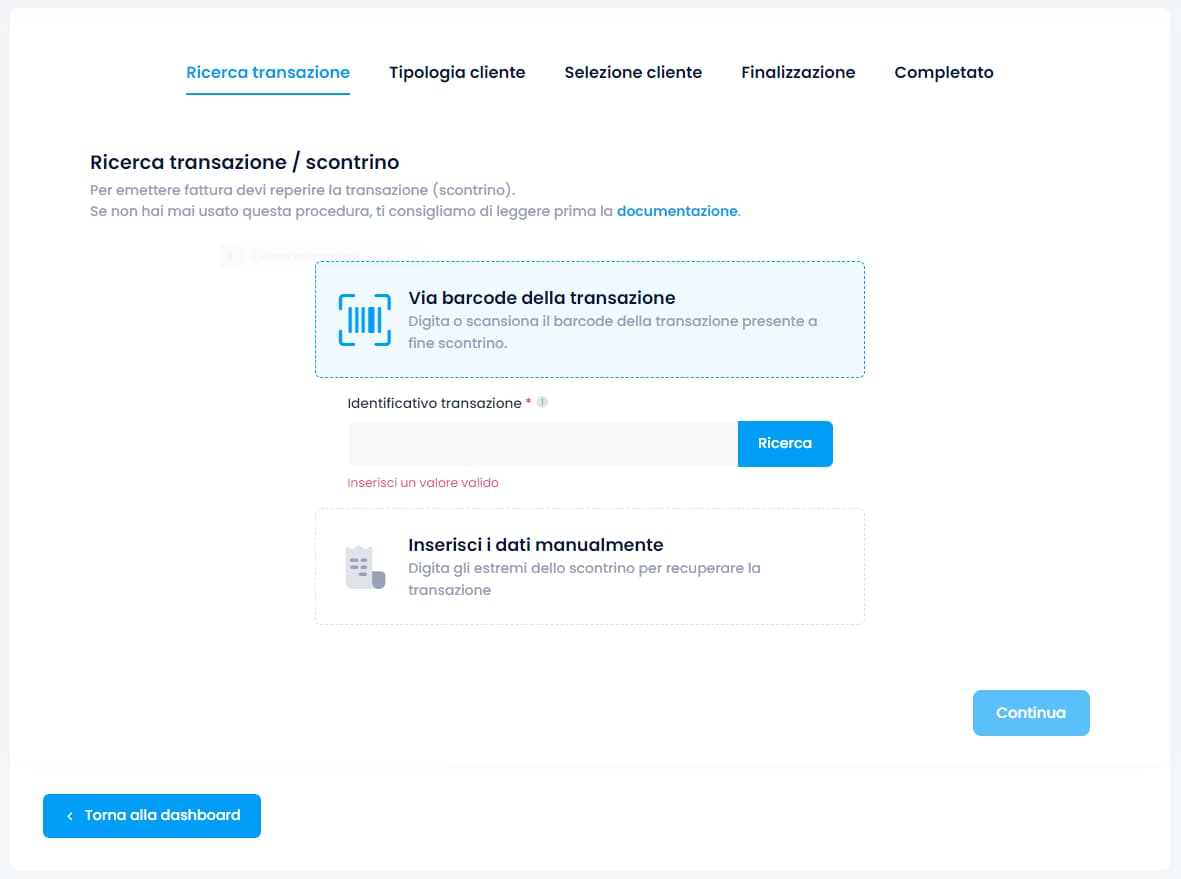 Ricerca transazione Tipologia cliente Selezione cliente Finalizzazione Completato
Ricerca transazione / scontrino
Per emettere fattura devi reperire la transazione (scontrino).
Se non hai mai usato questa procedura, ti consigliamo di leggere prima la documentazione.
Via barcode della transazione
Digita o scansiona il barcode della transazione presente a
fine scontrino.
Identificativo transazione *
Ricerca
Inserisci un valore valido
Inserisci i dati manualmente
Digita gli estremi dello scontrino per recuperare la
transazione
Continua
Torna alla dashboard